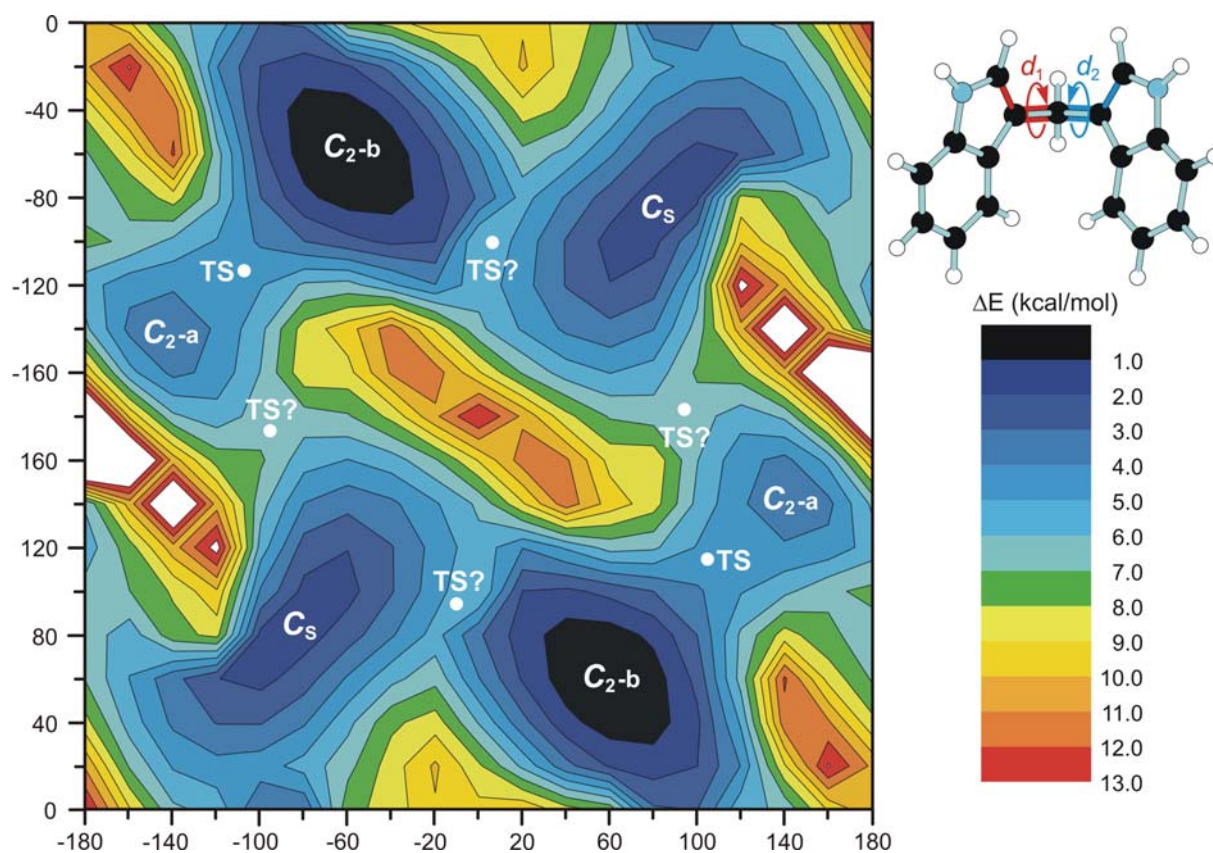 0
-40
-80
-120
-160
160
120
80
40
0
-180
-140
-100
-60
-20
20
60
100
140
180
C2-b
CS
TS
TS?
C2-a
TS?
TS?
C2-a
TS?
TS
CS
C2-b
d1
d2
ΔE (kcal/mol)
1.0
2.0
3.0
4.0
5.0
6.0
7.0
8.0
9.0
10.0
11.0
12.0
13.0